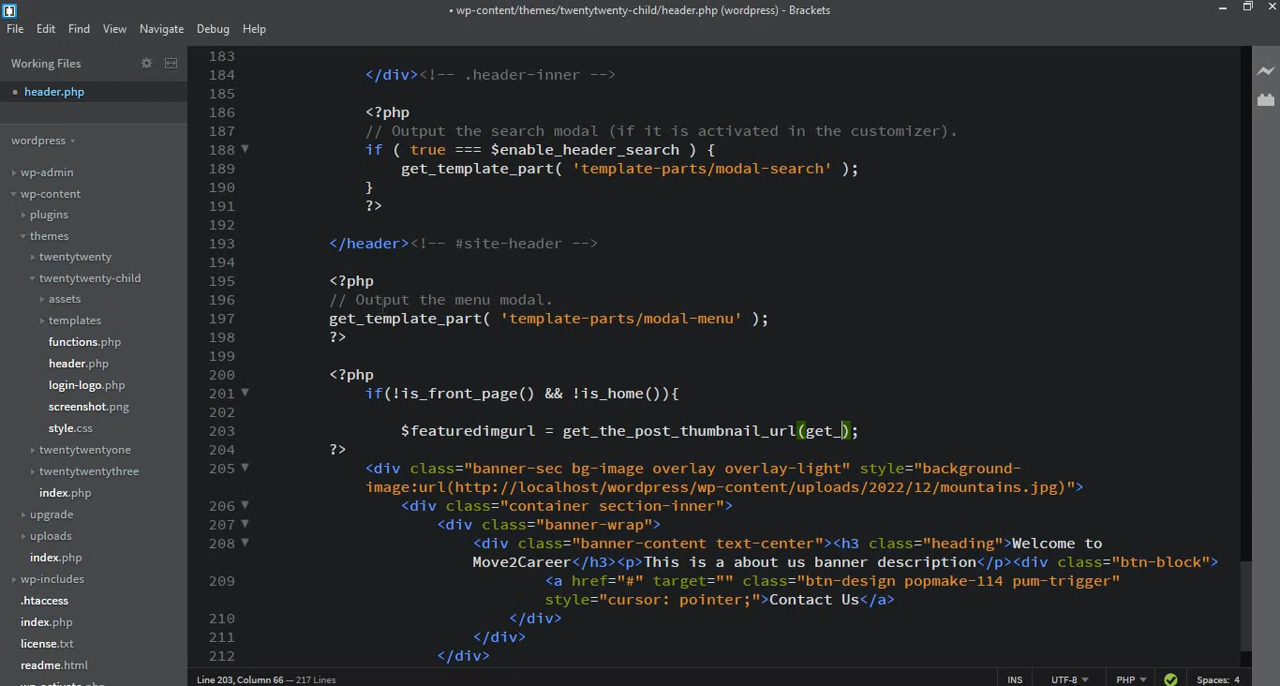 • wp-content/themes/twentytwenty-child/header.php (wordpress) - Brackets
File Edit Find View Navigate Debug Help
Working Files
• header.php
wordpress
wp-admin
wp-content
plugins
themes
twentytwenty
twentytwenty-child
assets
templates
functions.php
header.php
login-logo.php
screenshot.png
style.css
twentytwentyone
twentytwentythree
index.php
upgrade
uploads
index.php
wp-includes
.htaccess
index.php
license.txt
readme.html
183
184 </div><!-- .header-inner -->
185
186 <?php
187 // Output the search modal (if it is activated in the customizer).
188 if ( true === $enable_header_search ) {
189 get_template_part( 'template-parts/modal-search' );
190 }
191 ?>
192
193 </header><!-- #site-header -->
194
195 <?php
196 // Output the menu modal.
197 get_template_part( 'template-parts/modal-menu' );
198 ?>
199
200 <?php
201 if(!is_front_page() && !is_home()){
202
203 $featuredimgurl = get_the_post_thumbnail_url(get_);
204 ?>
205 <div class="banner-sec bg-image overlay overlay-light" style="background-
image:url(http://localhost/wordpress/wp-content/uploads/2022/12/mountains.jpg)">
206 <div class="container section-inner">
207 <div class="banner-wrap">
208 <div class="banner-content text-center"><h3 class="heading">Welcome to
Move2Career</h3><p>This is a about us banner description</p><div class="btn-block">
209 <a href="#" target="" class="btn-design popmake-114 pum-trigger"
style="cursor: pointer;">Contact Us</a>
210 </div>
211 </div>
212 </div>
Line 203, Column 66 — 217 Lines
INS UTF-8 PHP Spaces: 4